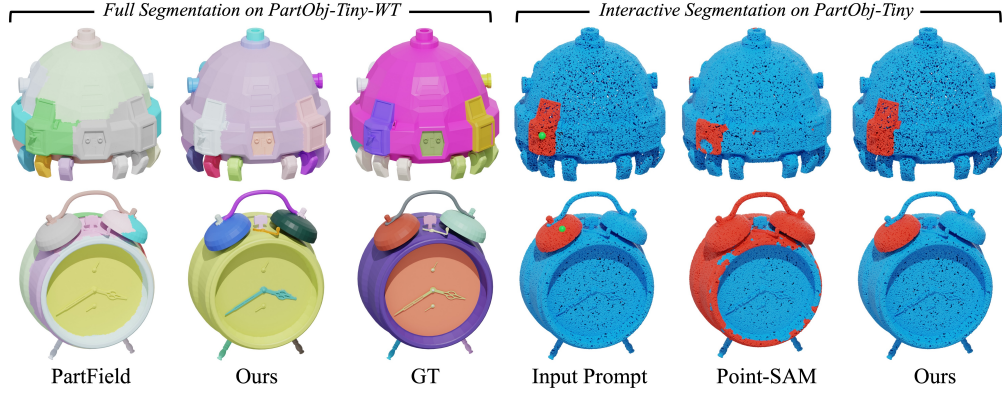 Full Segmentation on PartObj-Tiny-WT
Interactive Segmentation on PartObj-Tiny
PartField
Ours
GT
Input Prompt
Point-SAM
Ours